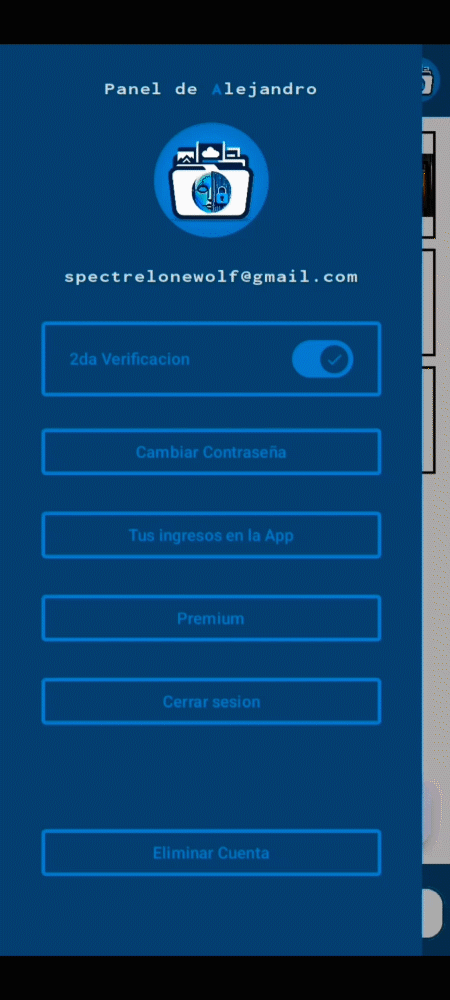 Panel de Alejandro
spectrelonewolf@gmail.com
2da Verificacion
Cambiar Contraseña
Tus ingresos en la App
Premium
Cerrar sesion
Eliminar Cuenta